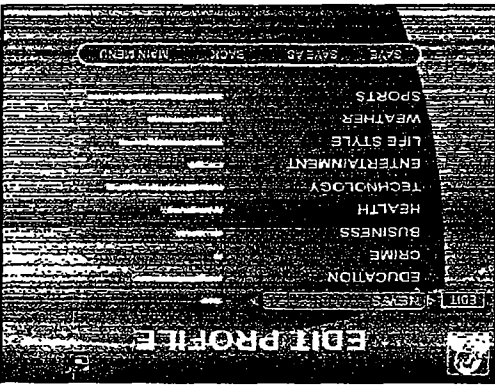 EDIT PROFILE
EDIT NEWS
EDUCATION
CRIME
BUSINESS
HEALTH
TECHNOLOGY
ENTERTAINMENT
LIFE STYLE
WEATHER
SPORTS
SAVE SAVE AS BACK MAIN MENU